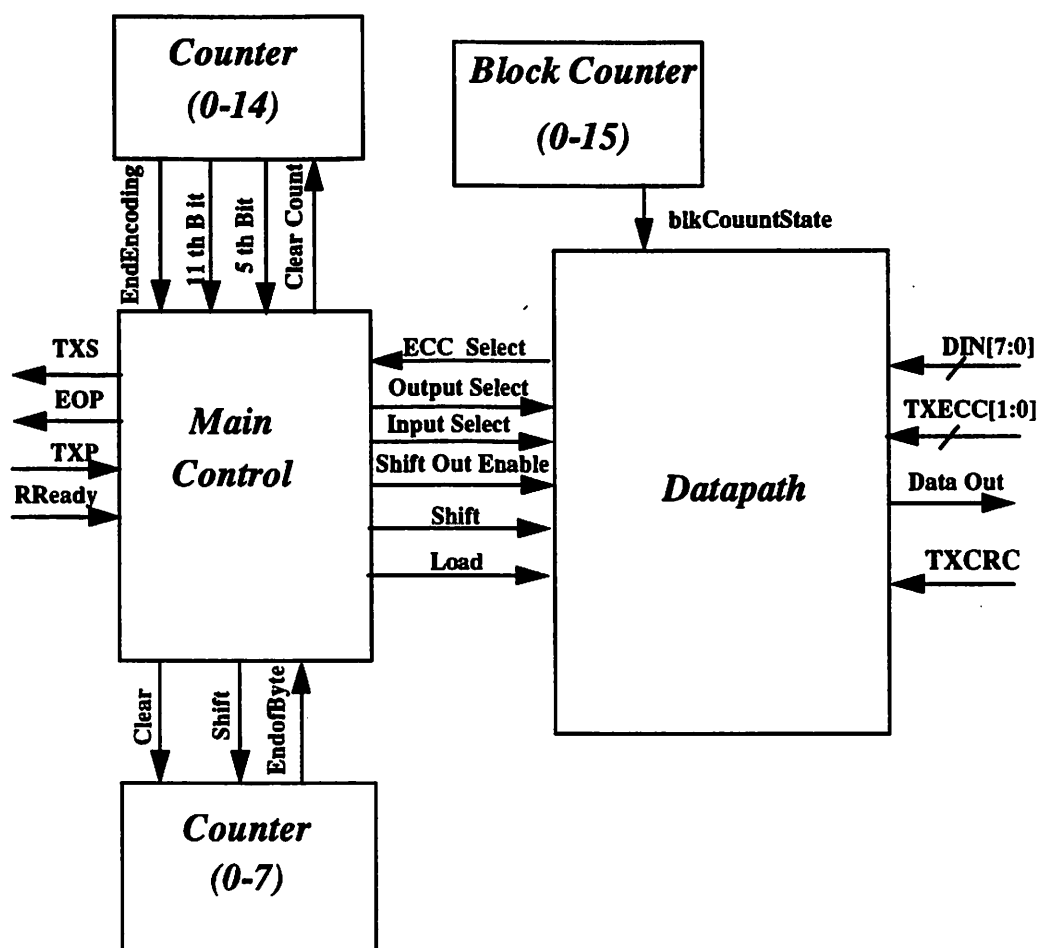 Counter
(0-14)
Block Counter
(0-15)
EndEncoding
11 th B it
5 th Bit
Clear Count
blkCouuntState
TXS
EOP
TXP
RReady
Main
Control
ECC Select
Output Select
Input Select
Shift Out Enable
Shift
Load
Datapath
DIN[7:0]
TXECC[1:0]
Data Out
TXCRC
Clear
Shift
EndofByte
Counter
(0-7)